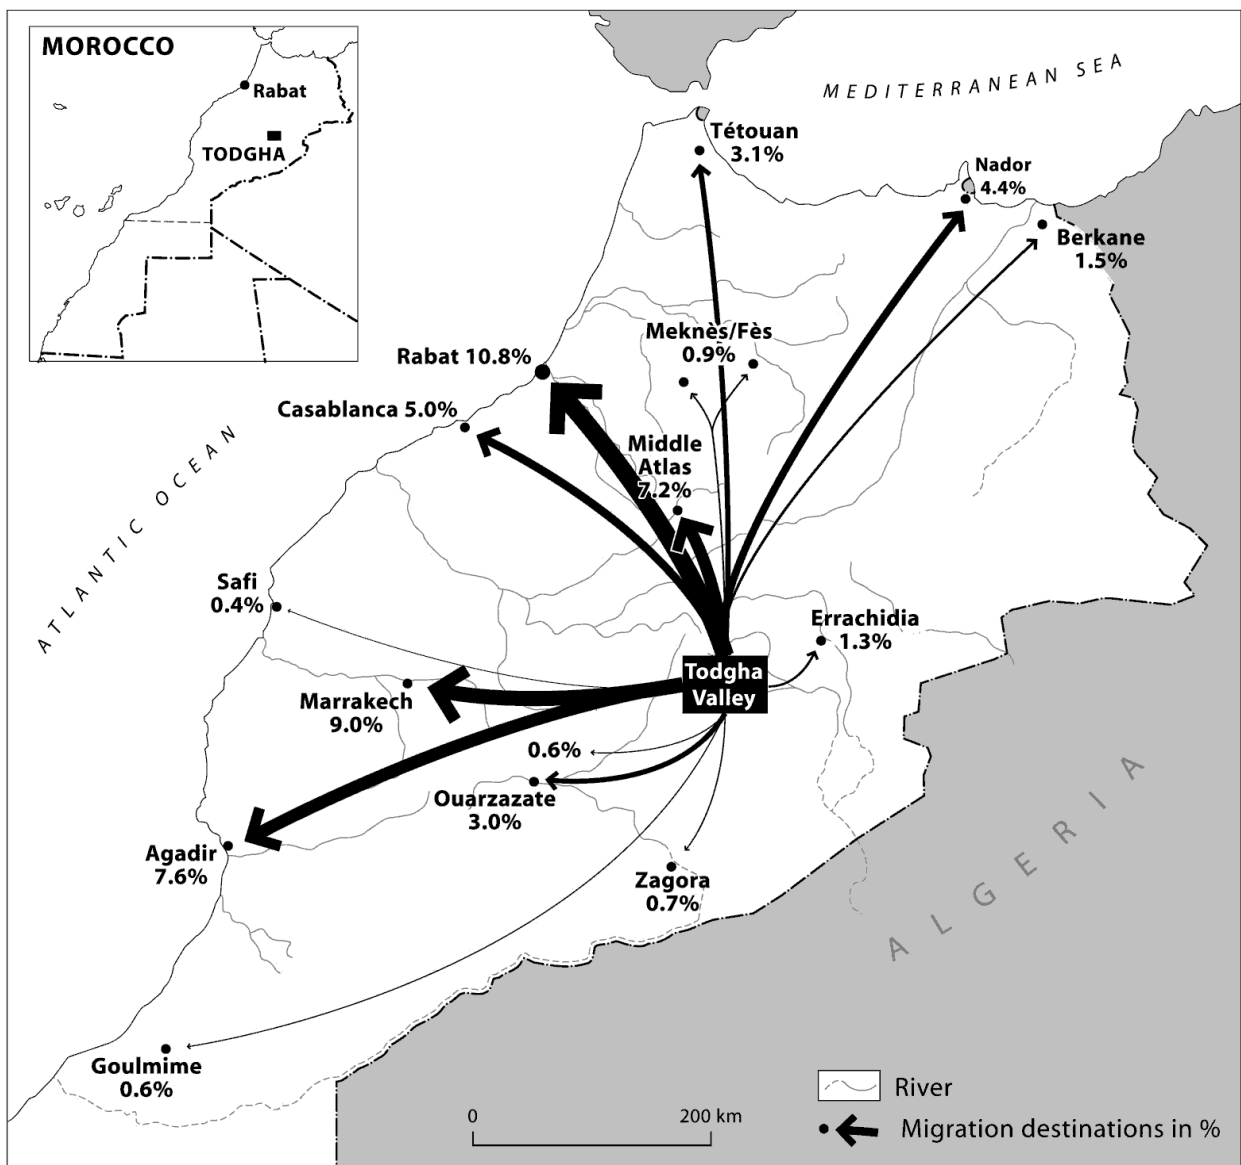 MOROCCO
Rabat
TODGHA
MEDITERRANEAN SEA
Tétouan
3.1%
Nador
4.4%
Berkane
1.5%
Meknès/Fès
0.9%
Rabat 10.8%
Casablanca 5.0%
Middle
Atlas
7.2%
ATLANTIC OCEAN
Safi
0.4%
Errachidia
1.3%
Todgha
Valley
Marrakech
9.0%
0.6%
Ouarzazate
3.0%
Agadir
7.6%
Zagora
0.7%
ALGERIA
Goulmime
0.6%
River
0 200 km
Migration destinations in %